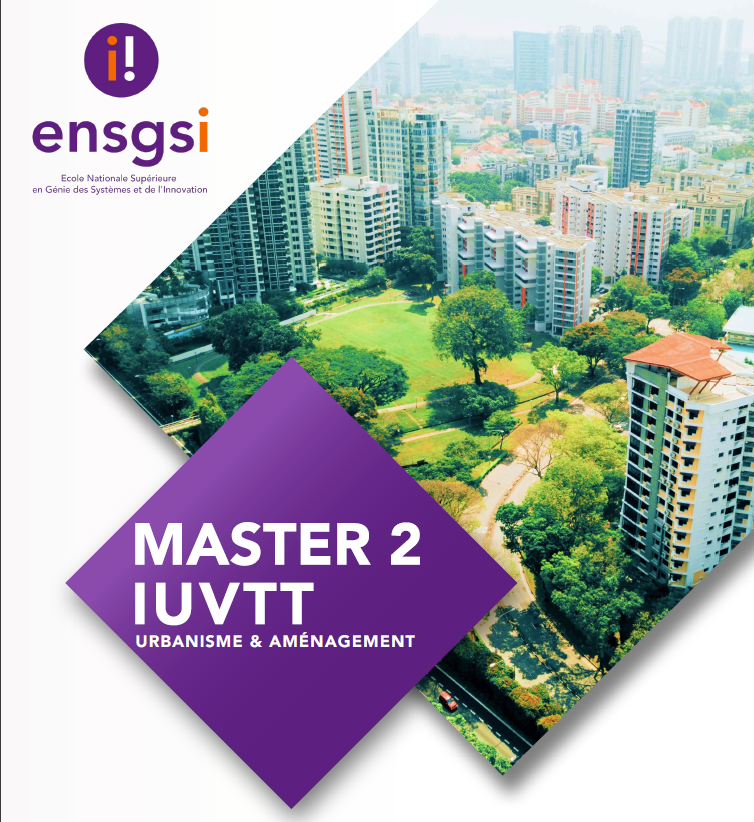 i!
ensgsi
Ecole Nationale Supérieure
en Génie des Systèmes et de l'Innovation
MASTER 2
IUVTT
URBANISME & AMÉNAGEMENT